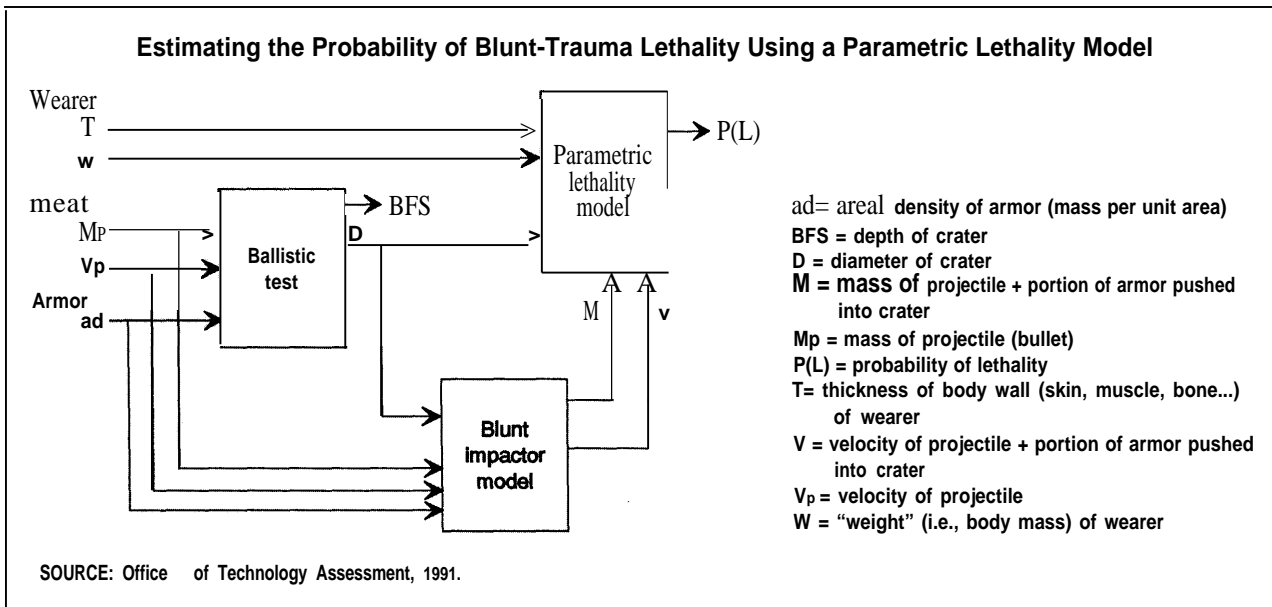 Estimating the Probability of Blunt-Trauma Lethality Using a Parametric Lethality Model
Wearer
T
w
meat
Mp
Vp
Armor
ad
Ballistic
test
BFS
D
Parametric
lethality
model
P(L)
M
v
Blunt
impactor
model
ad= areal density of armor (mass per unit area)
BFS = depth of crater
D = diameter of crater
M = mass of projectile + portion of armor pushed
into crater
Mp = mass of projectile (bullet)
P(L) = probability of lethality
T= thickness of body wall (skin, muscle, bone...)
of wearer
V = velocity of projectile + portion of armor pushed
into crater
Vp = velocity of projectile
W = “weight” (i.e., body mass) of wearer
SOURCE: Office of Technology Assessment, 1991.